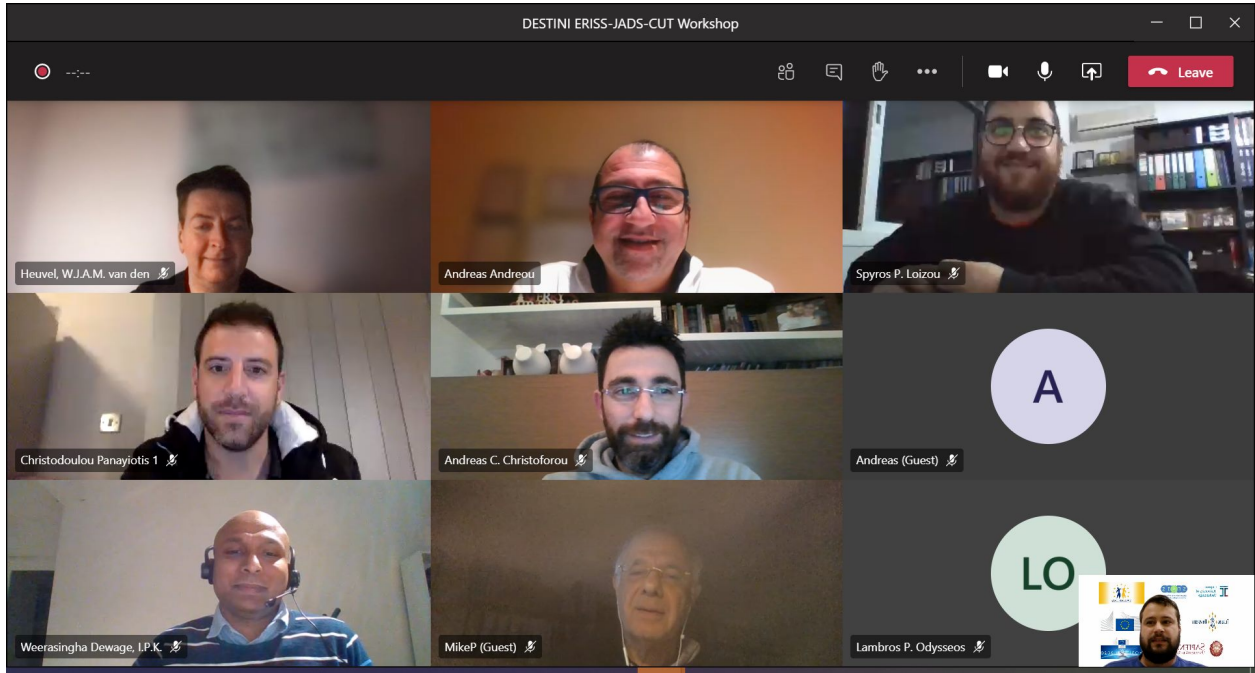 DESTINI ERISS-JADS-CUT Workshop
--:--
Leave
Heuvel, W.J.A.M. van den
Andreas Andreou
Spyros P. Loizou
Christodoulou Panayiotis 1
Andreas C. Christoforou
A
Andreas (Guest)
Weerasingha Dewage, I.P.K.
MikeP (Guest)
LO
Lambros P. Odysseos